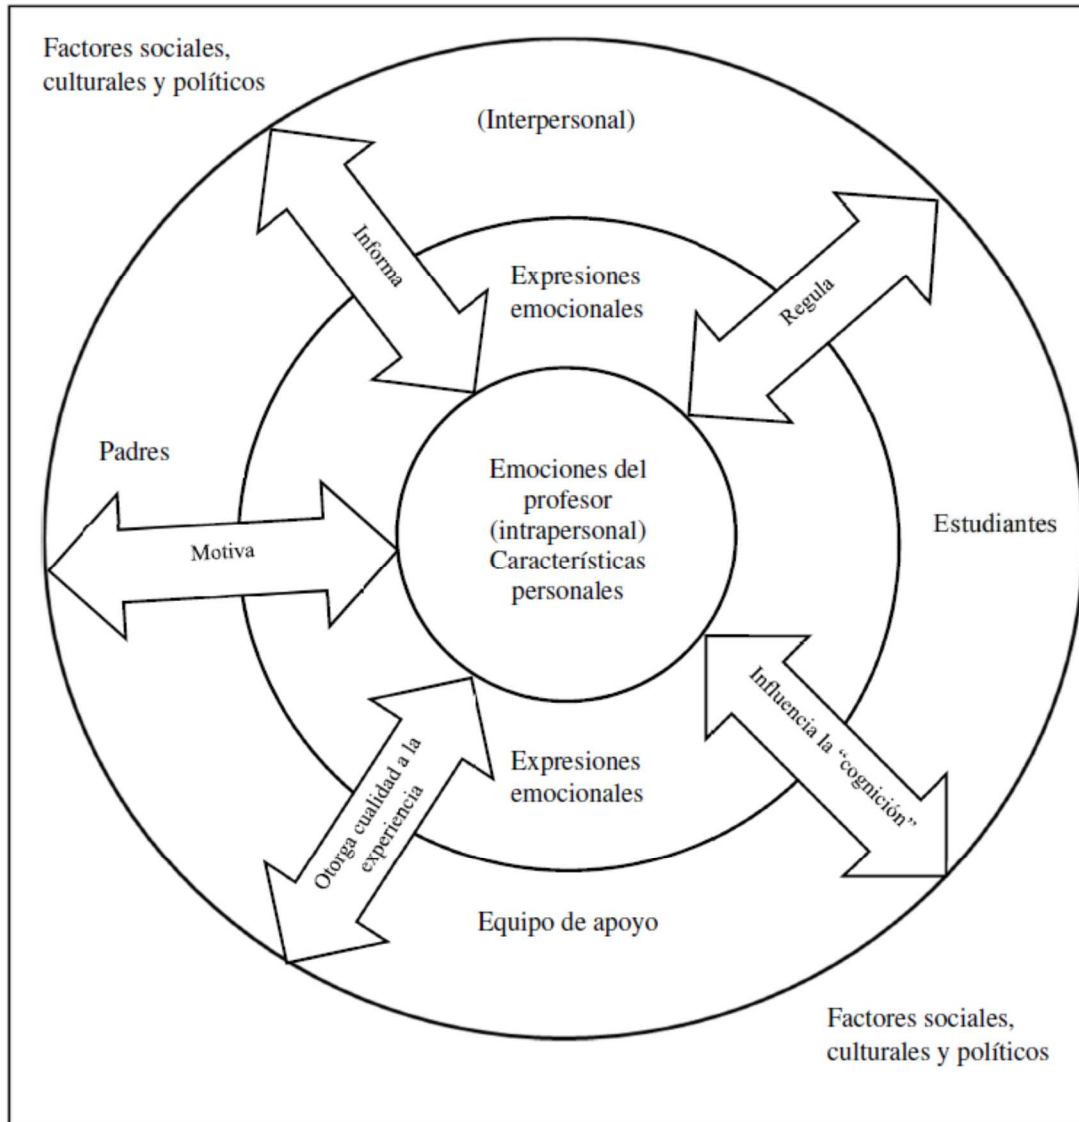 Factores sociales,
culturales y políticos
(Interpersonal)
Informa
Regula
Expresiones
emocionales
Padres
Emociones del
profesor
(intrapersonal)
Características
personales
Estudiantes
Motiva
Influencia la “cognición”
Otorga cualidad a la
experiencia
Expresiones
emocionales
Equipo de apoyo
Factores sociales,
culturales y políticos